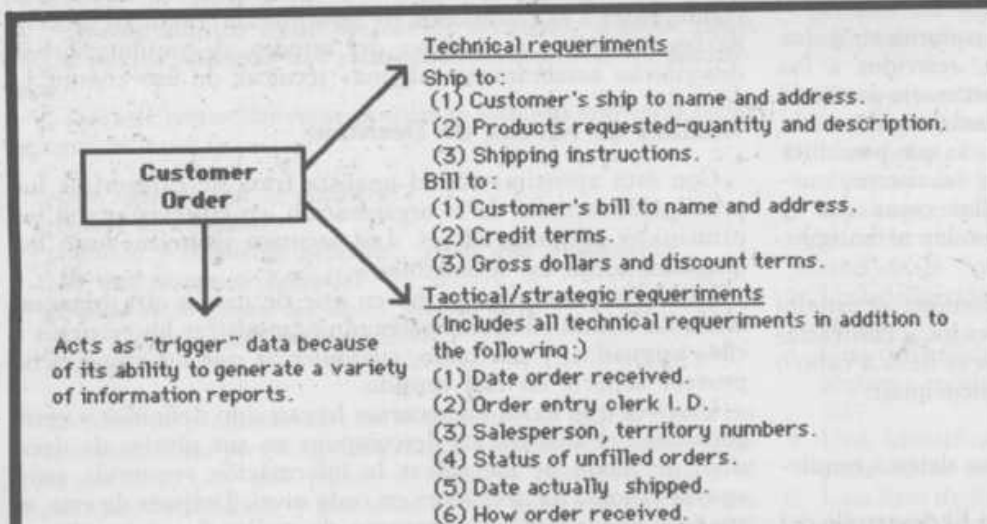 Customer
Order
Acts as "trigger" data because
of its ability to generate a variety
of information reports.
Technical requeriments
Ship to:
(1) Customer's ship to name and address.
(2) Products requested-quantity and description.
(3) Shipping instructions.
Bill to:
(1) Customer's bill to name and address.
(2) Credit terms.
(3) Gross dollars and discount terms.
Tactical/strategic requeriments
(Includes all technical requeriments in addition to
the following:)
(1) Date order received.
(2) Order entry clerk I.D.
(3) Salesperson, territory numbers.
(4) Status of unfilled orders.
(5) Date actually shipped.
(6) How order received.